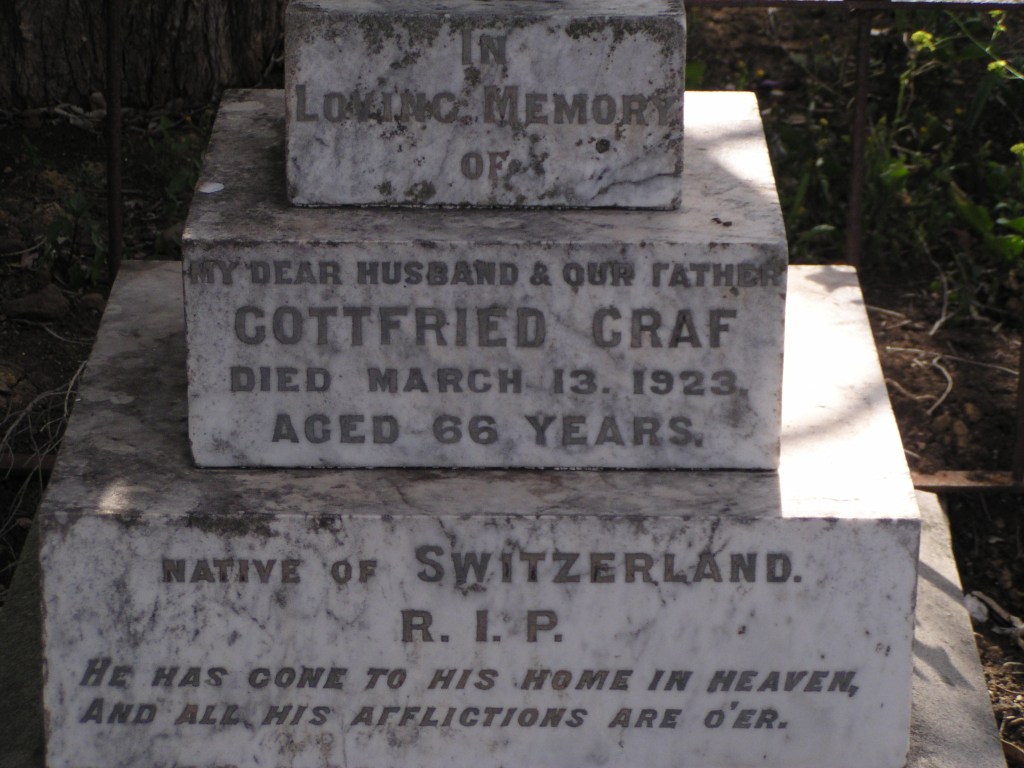 IN
LOVING MEMORY
OF
MY DEAR HUSBAND & OUR FATHER
GOTTFRIED GRAF
DIED MARCH 13. 1923.
AGED 66 YEARS.
NATIVE OF SWITZERLAND.
R. I. P.
HE HAS GONE TO HIS HOME IN HEAVEN,
AND ALL HIS AFFLICTIONS ARE O'ER.